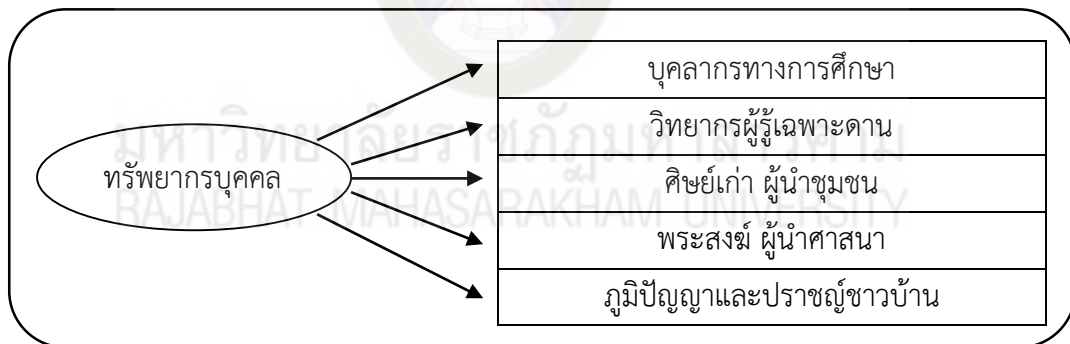 บุคลากรทางการศึกษา
วิทยากรผู้รู้เฉพาะดาน
ทรัพยากรบุคคล
ศิษย์เก่า ผู้นำชุมชน
พระสงฆ์ ผู้นำศาสนา
ภูมิปัญญาและปราชญ์ชาวบ้าน
มหาวิทยาลัยราชภัฏมหาสารคาม
RAJABHAT MAHASARAKHAM UNIVERSITY